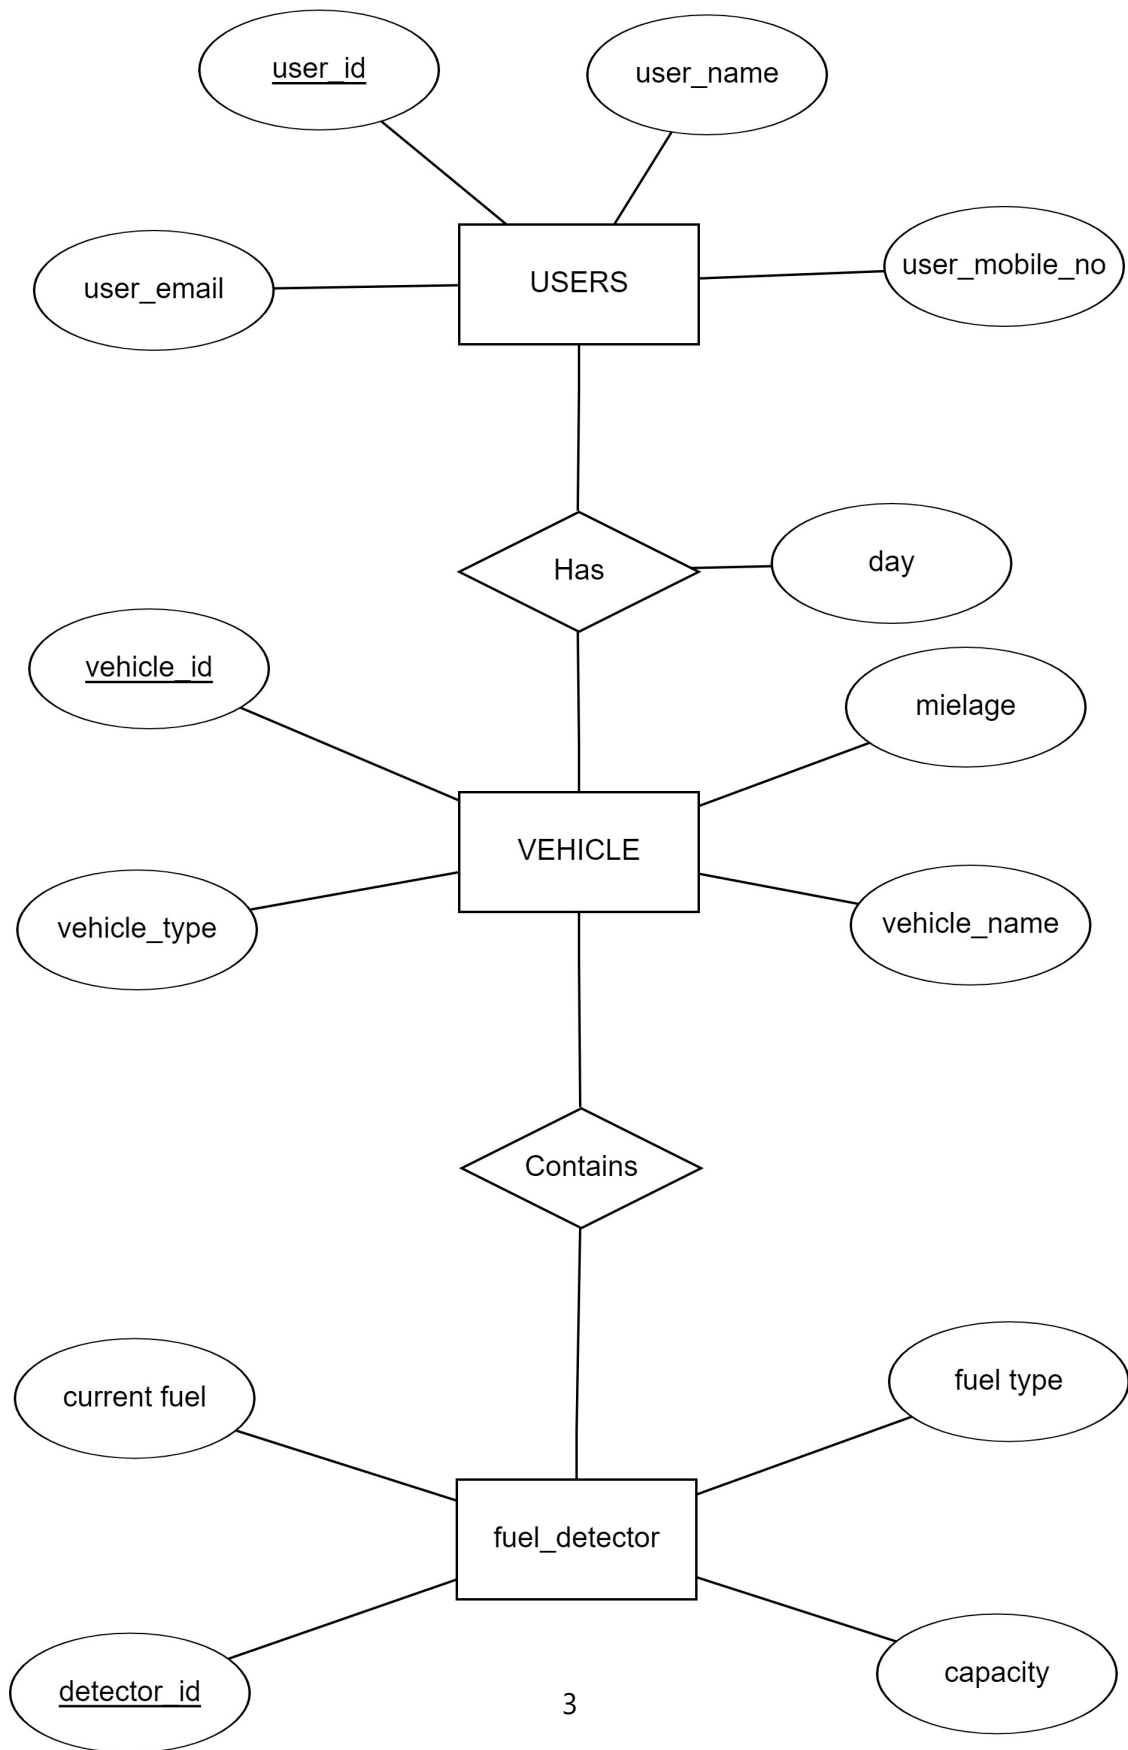 user_id
user_name
user_email
USERS
user_mobile_no
Has
day
vehicle_id
mielage
VEHICLE
vehicle_type
vehicle_name
Contains
current fuel
fuel type
fuel_detector
detector_id
capacity
3